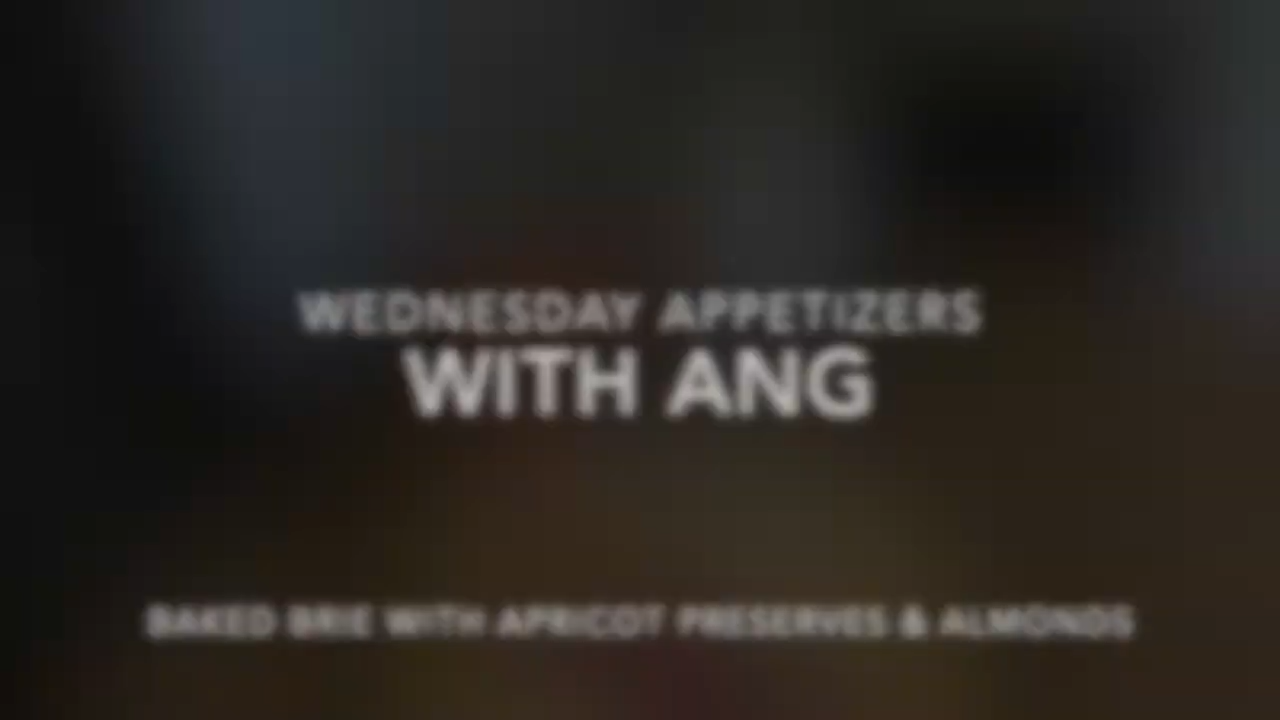 WEDNESDAY APPETIZERS
WITH ANG
BAKED BRIE WITH APRICOT PRESERVES & ALMONDS